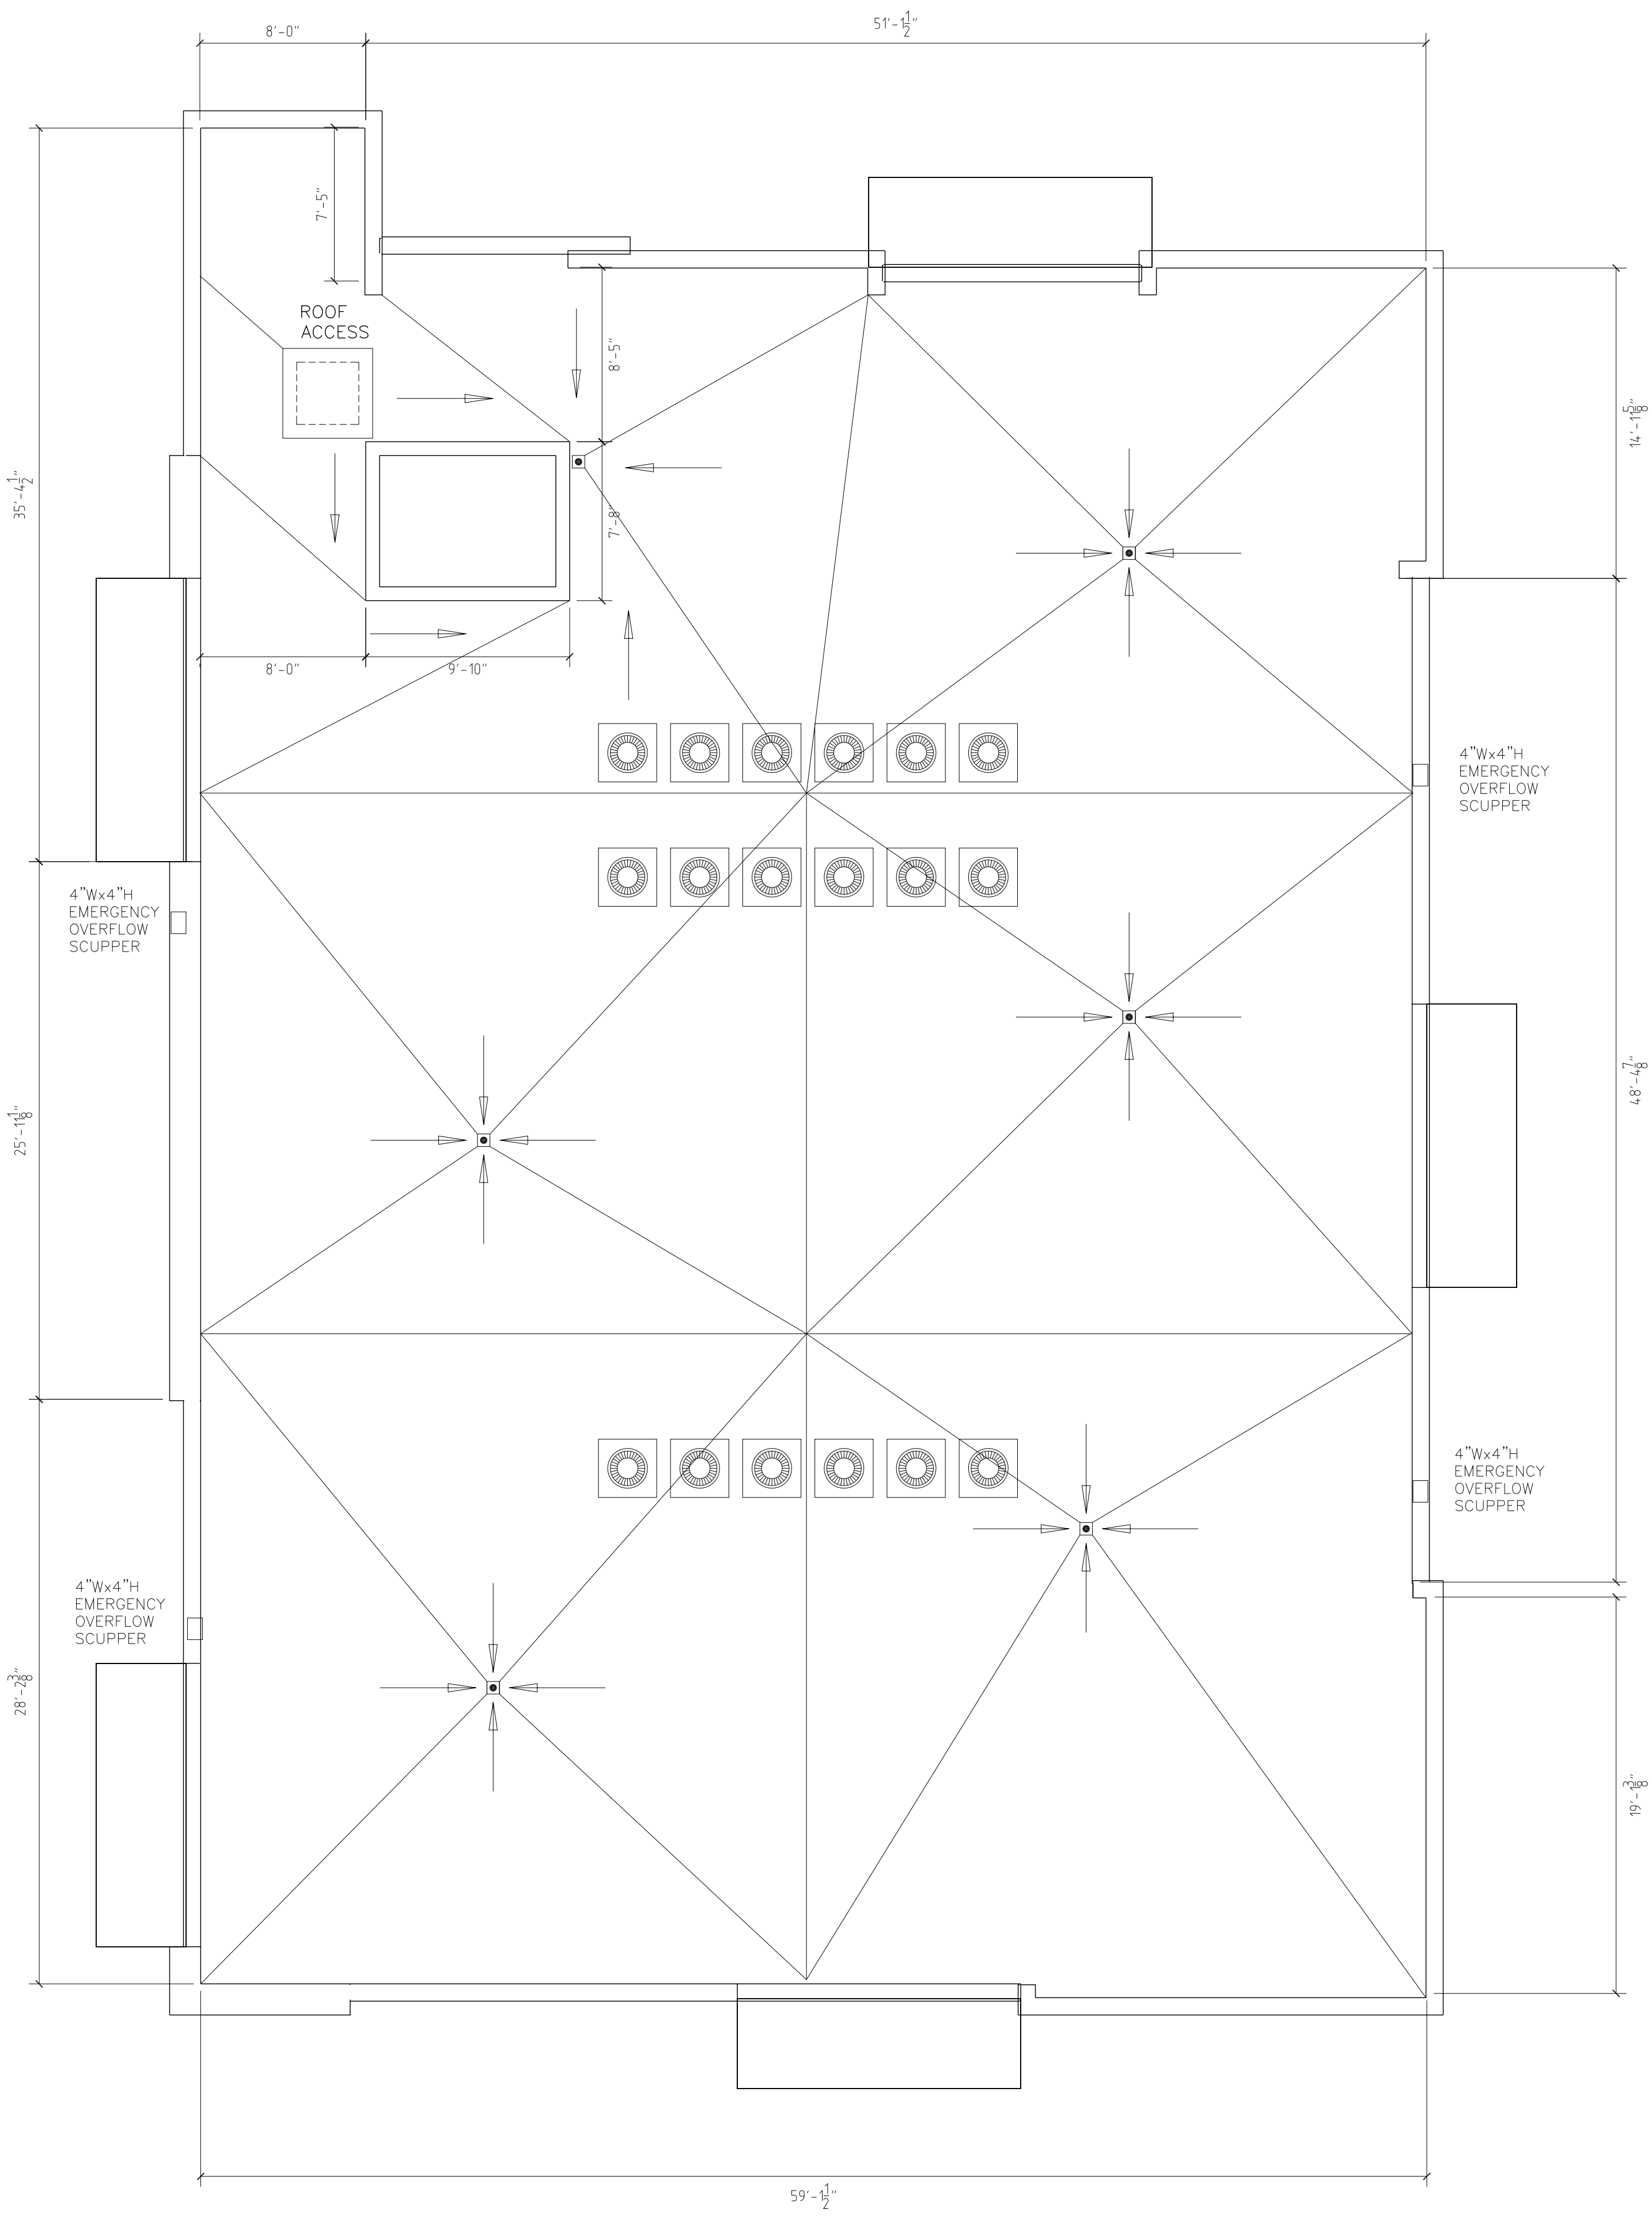 8'-0"
51'-1 1/2"
7'-5"
ROOF
ACCESS
8'-5"
14'-11 5/8"
35'-4 1/2"
7'-8"
8'-0"
9'-10"
4"Wx4"H
EMERGENCY
OVERFLOW
SCUPPER
4"Wx4"H
EMERGENCY
OVERFLOW
SCUPPER
48'-4 7/8"
25'-11 1/8"
4"Wx4"H
EMERGENCY
OVERFLOW
SCUPPER
4"Wx4"H
EMERGENCY
OVERFLOW
SCUPPER
28'-2 3/8"
19'-1 3/8"
59'-1 1/2"